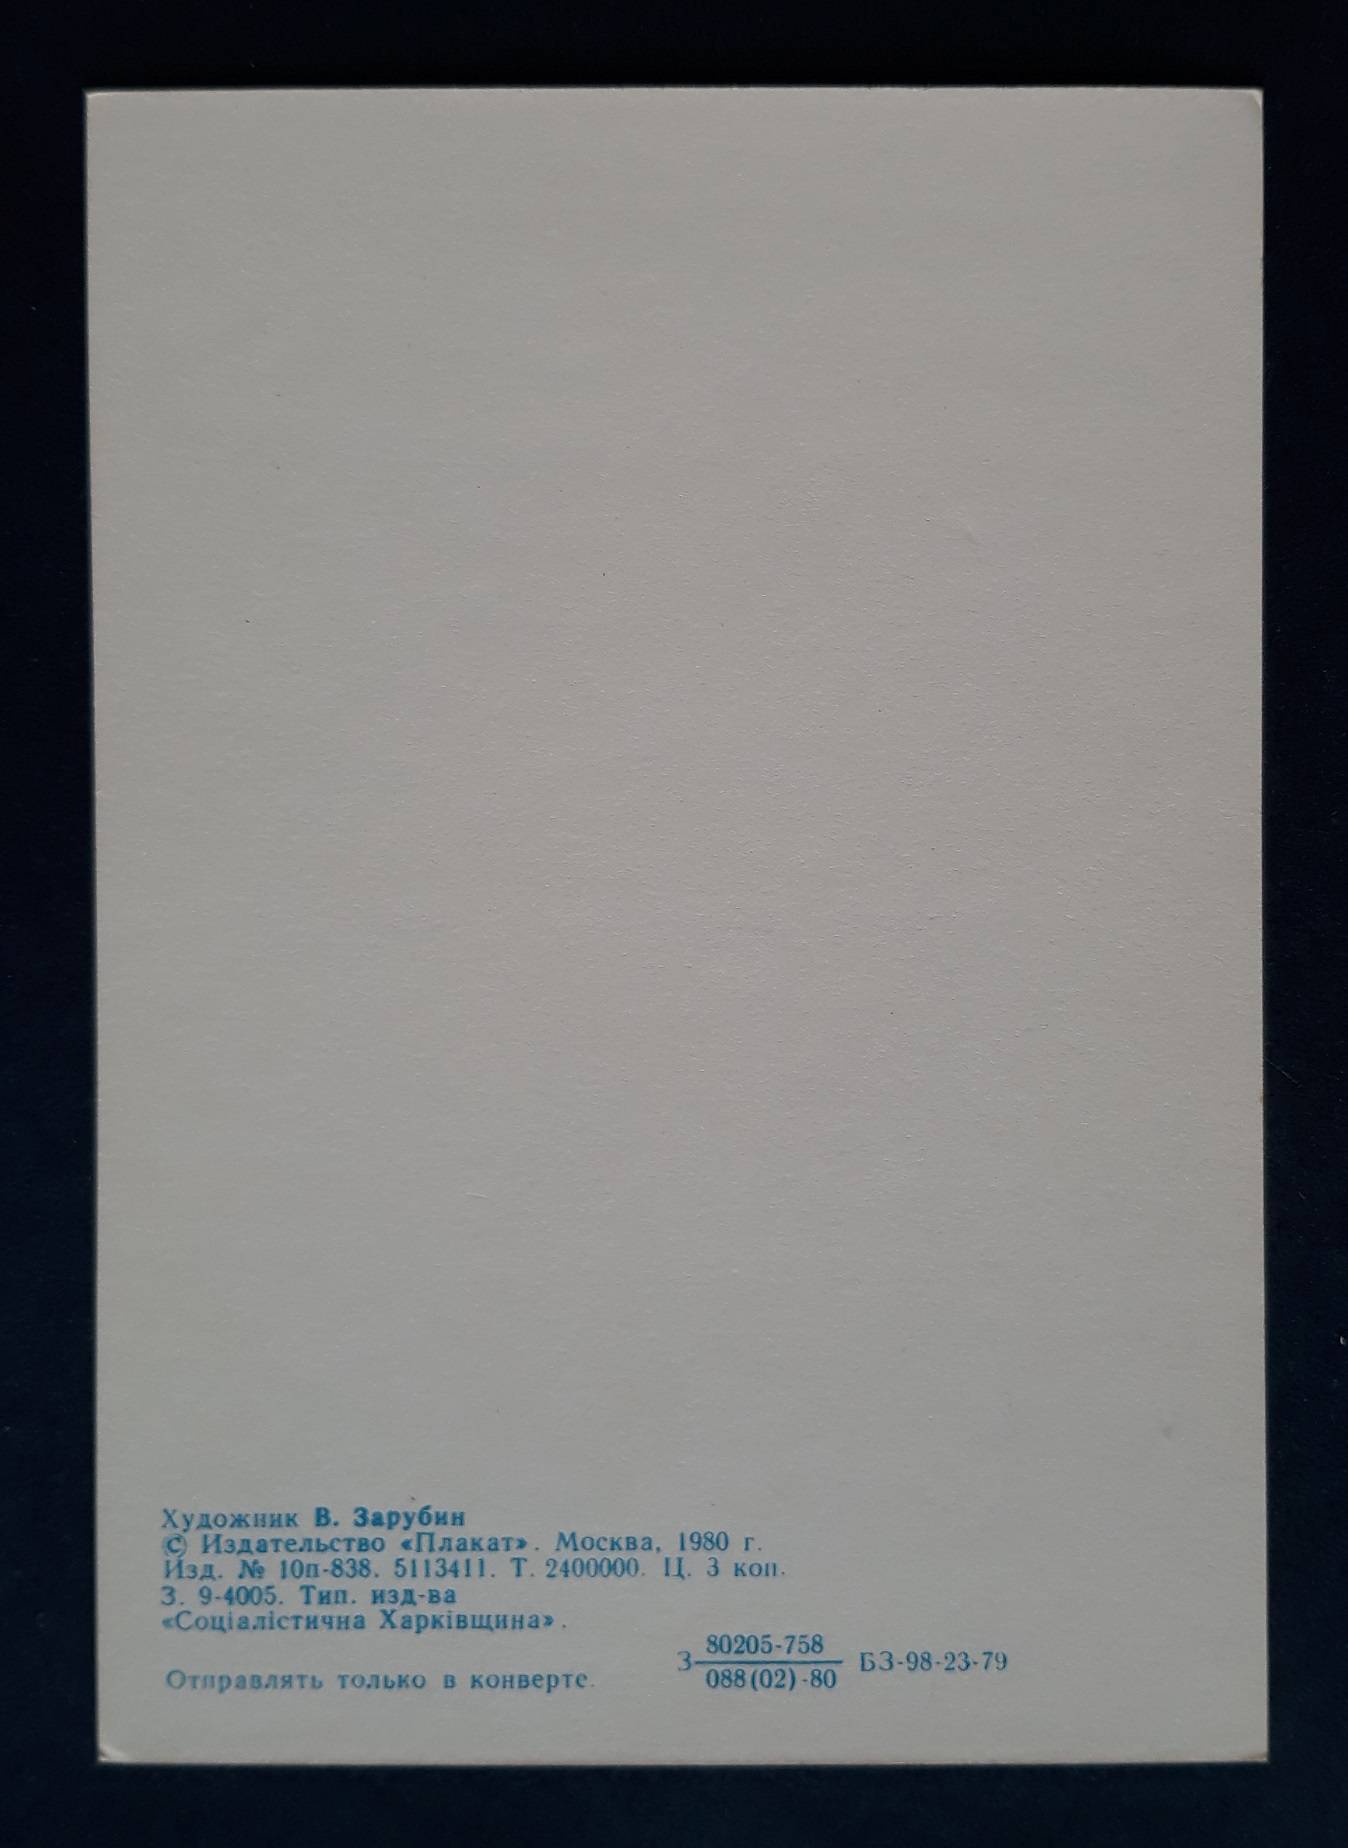 Художник В. Зарубин
© Издательство «Плакат». Москва, 1980 г.
Изд. № 10п-838. 5113411. Т. 2400000. Ц. 3 коп.
З. 9-4005. Тип. изд-ва
«Соціалістична Харківщина».
80205-758
З БЗ-98-23-79
088(02)-80
Отправлять только в конверте.